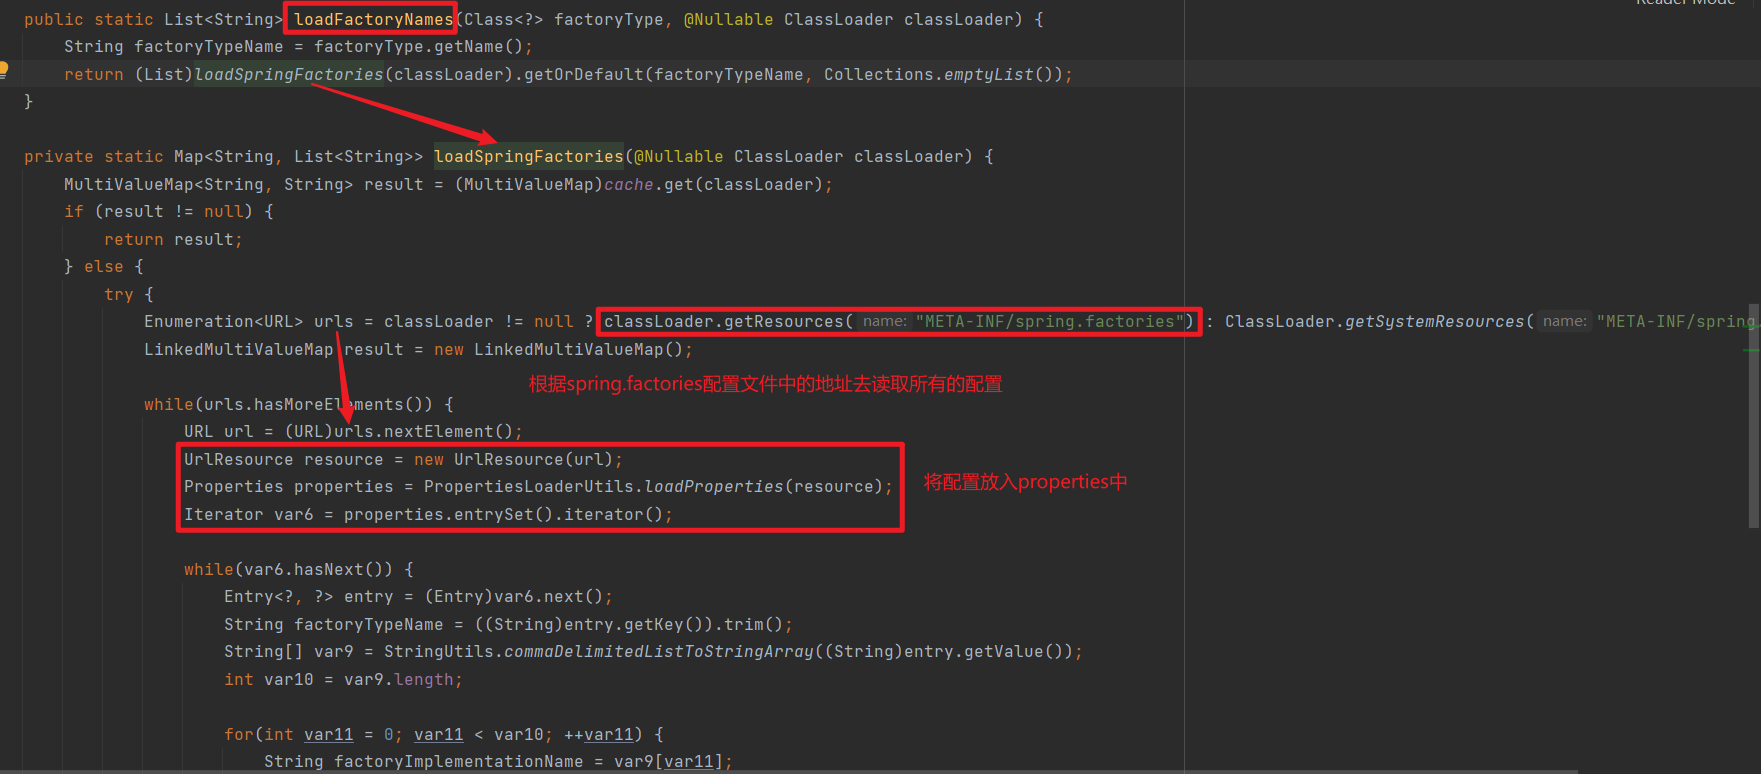 Reader Mode
public static List<String> loadFactoryNames(Class<?> factoryType, @Nullable ClassLoader classLoader) {
String factoryTypeName = factoryType.getName();
return (List)loadSpringFactories(classLoader).getOrDefault(factoryTypeName, Collections.emptyList());
}
private static Map<String, List<String>> loadSpringFactories(@Nullable ClassLoader classLoader) {
MultiValueMap<String, String> result = (MultiValueMap)cache.get(classLoader);
if (result != null) {
return result;
} else {
try {
Enumeration<URL> urls = classLoader != null ? classLoader.getResources( name: "META-INF/spring.factories") : ClassLoader.getSystemResources( name: "META-INF/spring
LinkedMultiValueMap result = new LinkedMultiValueMap();
根据spring.factories配置文件中的地址去读取所有的配置
while(urls.hasMoreElements()) {
URL url = (URL)urls.nextElement();
UrlResource resource = new UrlResource(url);
Properties properties = PropertiesLoaderUtils.loadProperties(resource);
将配置放入properties中
Iterator var6 = properties.entrySet().iterator();
while(var6.hasNext()) {
Entry<?, ?> entry = (Entry)var6.next();
String factoryTypeName = ((String)entry.getKey()).trim();
String[] var9 = StringUtils.commaDelimitedListToStringArray((String)entry.getValue());
int var10 = var9.length;
for(int var11 = 0; var11 < var10; ++var11) {
String factoryImplementationName = var9[var11];